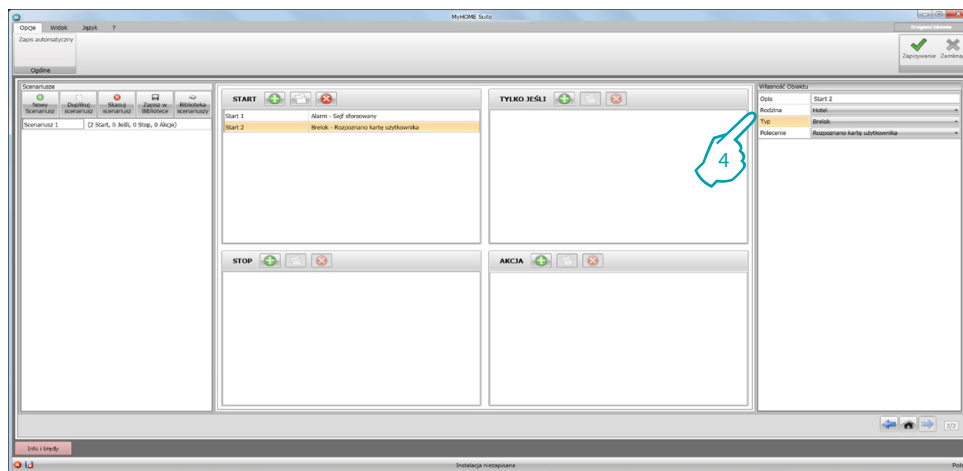 MyHOME Suite
Opcje Widok Język ?
Zapis automatyczny
Zapisywanie Zamknij
Ogólne
Scenariusze
Nowy Scenariusz
Duplikuj scenariusz
Skasuj scenariusz
Zapisz w Bibliotece
Biblioteka scenariuszy
Scenariusz 1 (2 Start, 0 Jeśli, 0 Stop, 0 Akcje)
START
Start 1 Alarm - Sejf sforsowany
Start 2 Brelok - Rozpoznano kartę użytkownika
TYLKO JEŚLI
STOP
AKCJA
Własność Obiektu
Opis Start 2
Rodzina Hotel
Typ Brelok
Polecenie Rozpoznano kartę użytkownika
4
2/2
Info i błędy
Instalacja niezapisana